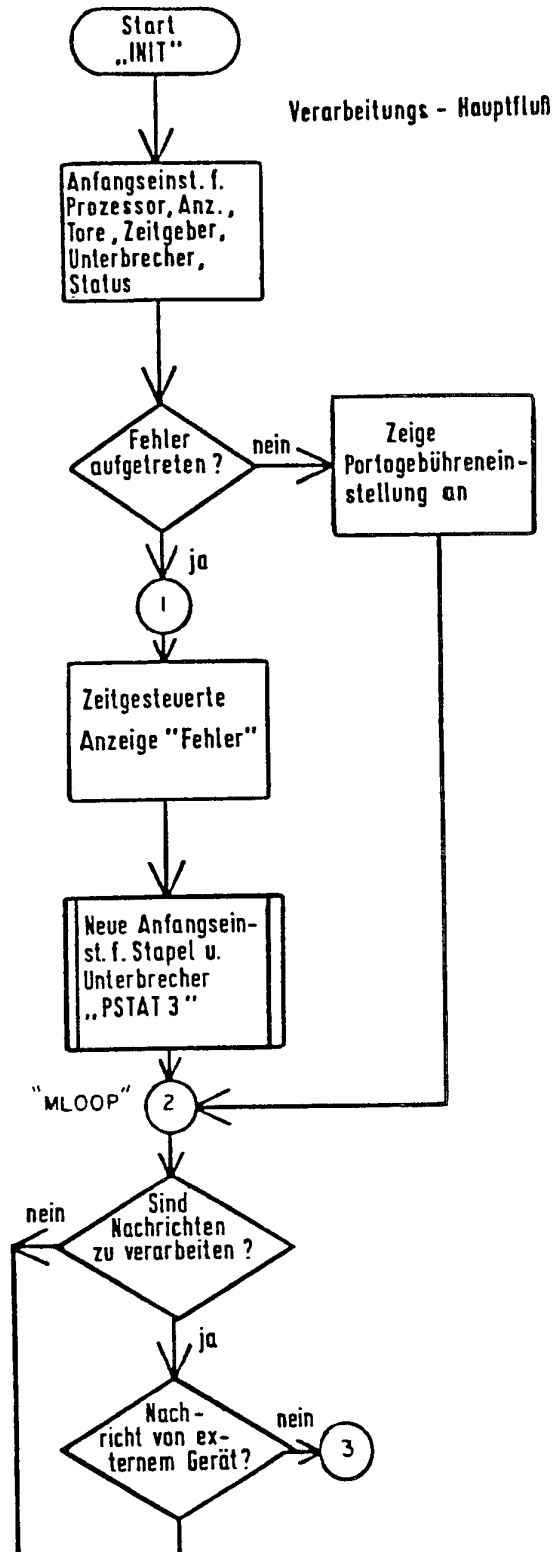 Start
„INIT"
Verarbeitungs - Hauptfluß
Anfangseinst. f.
Prozessor, Anz.,
Tore, Zeitgeber,
Unterbrecher,
Status
Fehler
aufgetreten ?
nein
Zeige
Portogebührenein-
stellung an
ja
1
Zeitgesteuerte
Anzeige "Fehler"
Neue Anfangsein-
st. f. Stapel u.
Unterbrecher
„PSTAT 3"
"MLOOP"
2
Sind
Nachrichten
zu verarbeiten ?
nein
ja
Nach-
richt von ex-
ternem Gerät?
nein
3